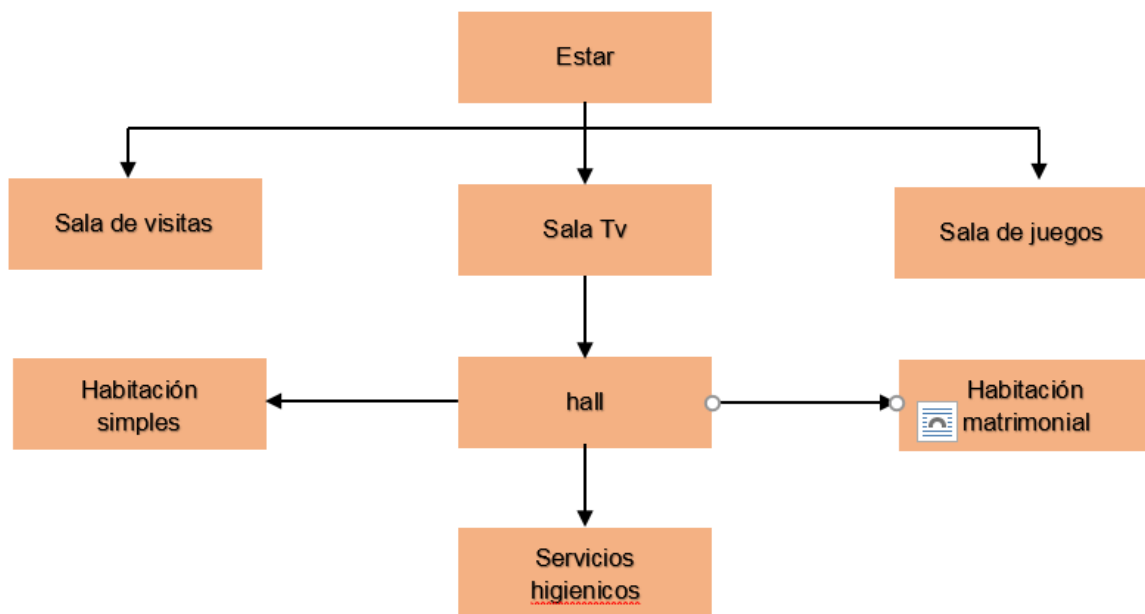 Estar
Sala de visitas
Sala Tv
Sala de juegos
Habitación
simples
hall
Habitación
matrimonial
Servicios
higienicos